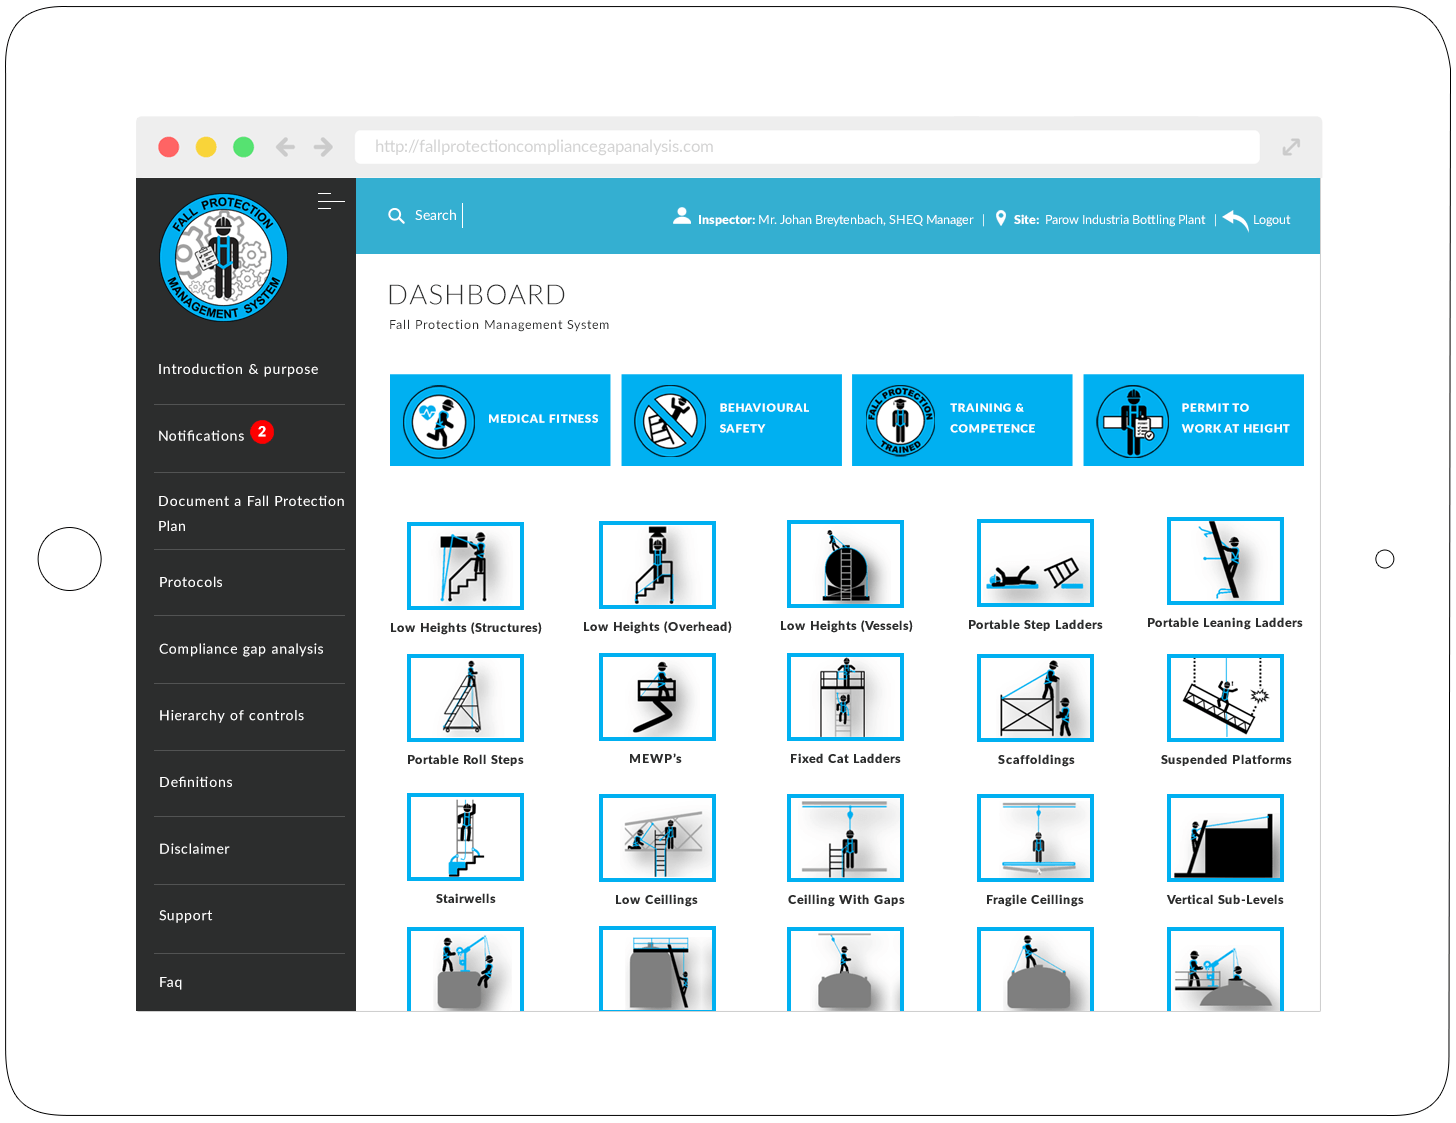 http://fallprotectioncompliancegapanalysis.com
FALL PROTECTION
MANAGEMENT SYSTEM
Search
Inspector: Mr. Johan Breytenbach, SHEQ Manager | Site: Parow Industria Bottling Plant | Logout
DASHBOARD
Fall Protection Management System
Introduction & purpose
Notifications 2
Document a Fall Protection
Plan
Protocols
Compliance gap analysis
Hierarchy of controls
Definitions
Disclaimer
Support
Faq
MEDICAL FITNESS
BEHAVIOURAL
SAFETY
FALL PROTECTION
TRAINED
TRAINING &
COMPETENCE
PERMIT TO
WORK AT HEIGHT
Low Heights (Structures)
Low Heights (Overhead)
Low Heights (Vessels)
Portable Step Ladders
Portable Leaning Ladders
Portable Roll Steps
MEWP's
Fixed Cat Ladders
Scaffoldings
Suspended Platforms
Stairwells
Low Ceillings
Ceilling With Gaps
Fragile Ceillings
Vertical Sub-Levels